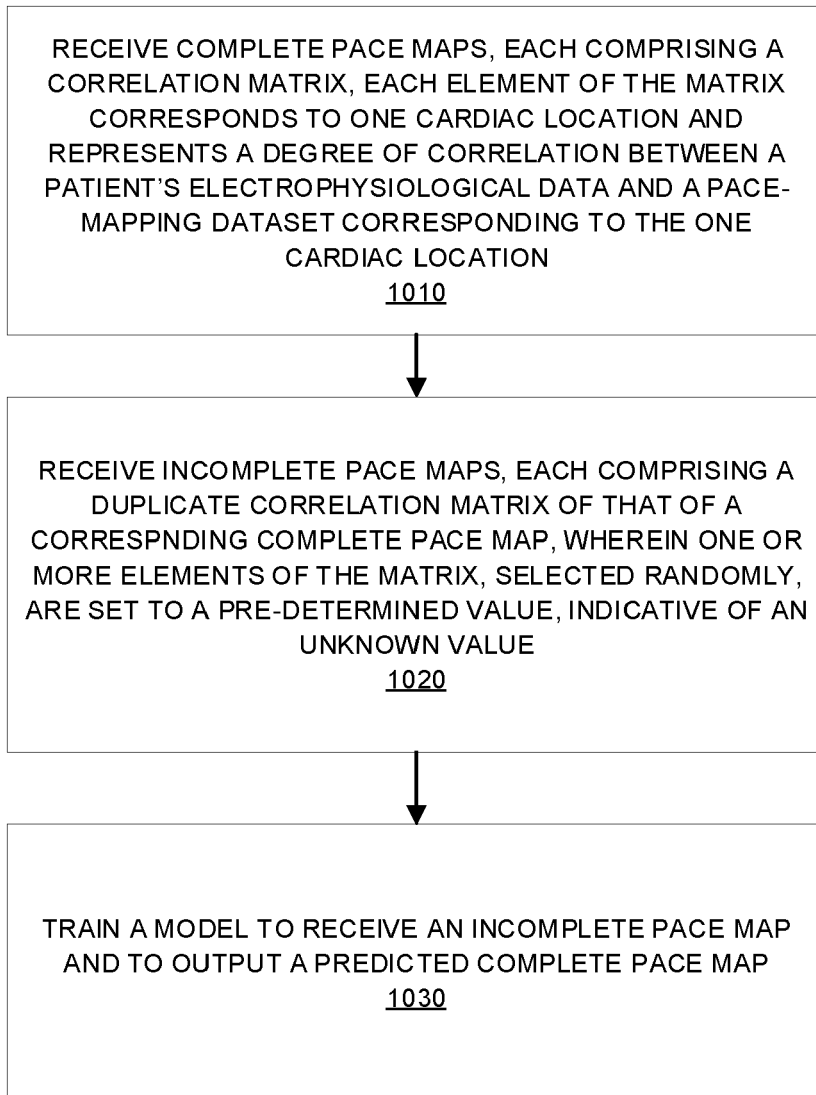 RECEIVE COMPLETE PACE MAPS, EACH COMPRISING A
CORRELATION MATRIX, EACH ELEMENT OF THE MATRIX
CORRESPONDS TO ONE CARDIAC LOCATION AND
REPRESENTS A DEGREE OF CORRELATION BETWEEN A
PATIENT'S ELECTROPHYSIOLOGICAL DATA AND A PACE-
MAPPING DATASET CORRESPONDING TO THE ONE
CARDIAC LOCATION
1010
RECEIVE INCOMPLETE PACE MAPS, EACH COMPRISING A
DUPLICATE CORRELATION MATRIX OF THAT OF A
CORRESPNDING COMPLETE PACE MAP, WHEREIN ONE OR
MORE ELEMENTS OF THE MATRIX, SELECTED RANDOMLY,
ARE SET TO A PRE-DETERMINED VALUE, INDICATIVE OF AN
UNKNOWN VALUE
1020
TRAIN A MODEL TO RECEIVE AN INCOMPLETE PACE MAP
AND TO OUTPUT A PREDICTED COMPLETE PACE MAP
1030